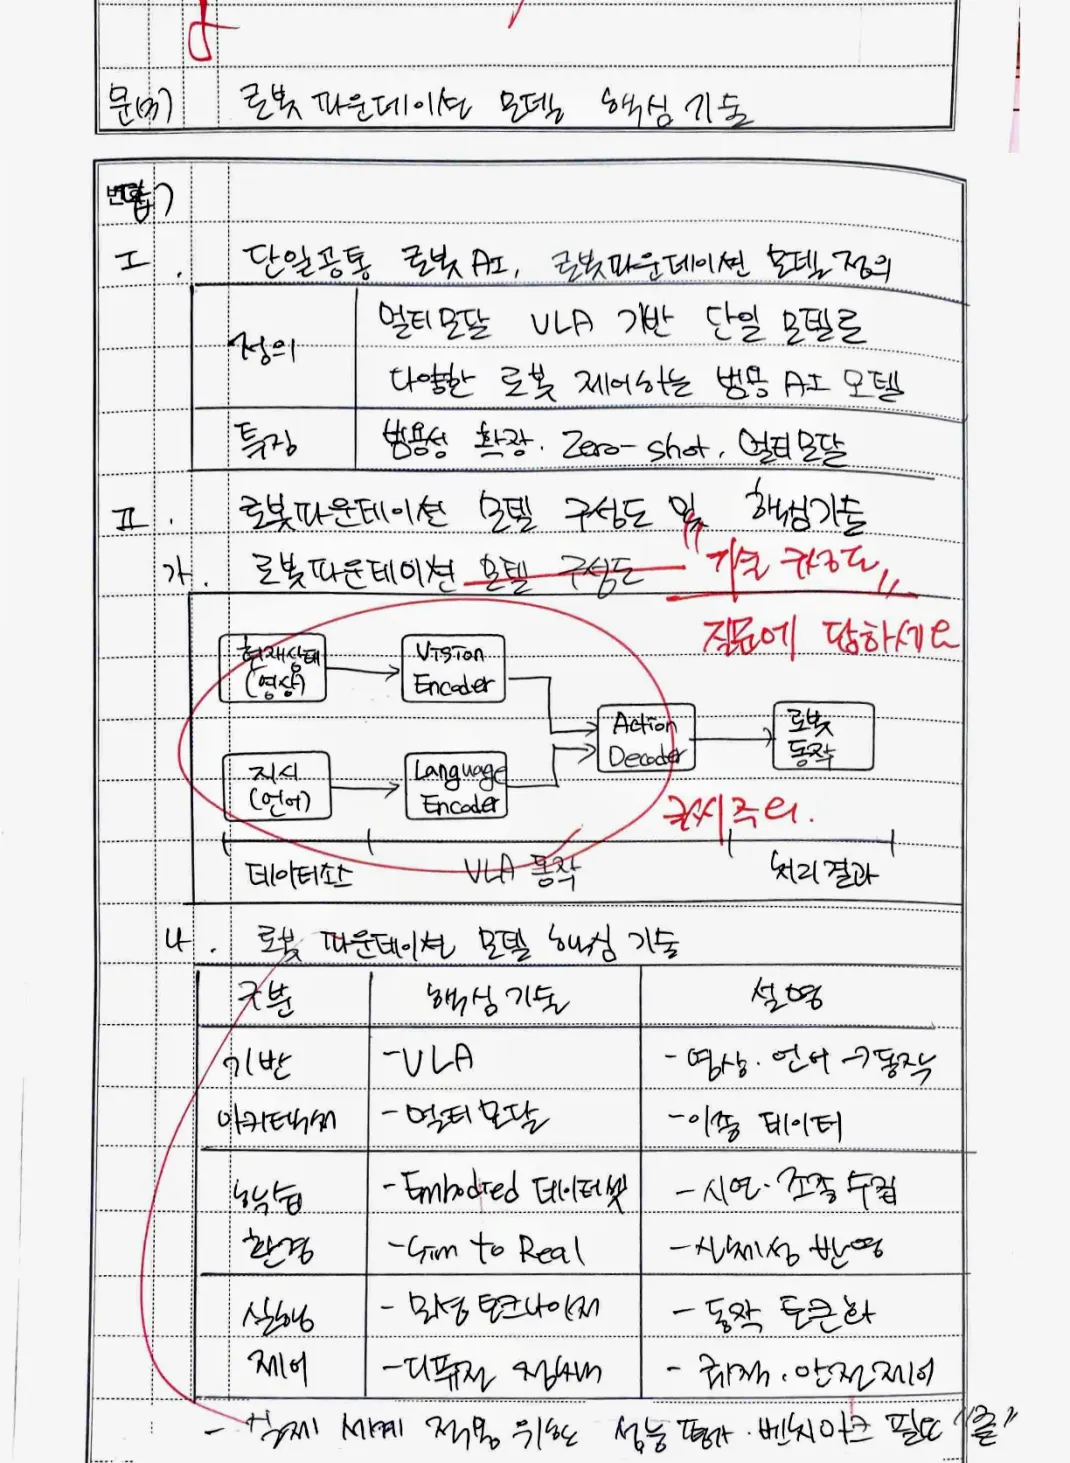 문제) 로봇 파운데이션 모델 핵심 기술
답)
I. 단일공통 로봇AI, 로봇파운데이션 모델 정의
정의 멀티모달 VLA 기반 단일 모델로
다양한 로봇 제어하는 범용 AI 모델
특징 범용성 확장. Zero-shot, 멀티모달
II. 로봇파운데이션 모델 구성도 및 핵심기술
가. 로봇파운데이션 모델 구성도 "기술 구성도"
질문에 답하세요
현재상태 (영상) Vision Encoder
Action Decoder 로봇 동작
지시 (언어) Language Encoder
글씨주의.
데이터소스 VLA 동작 처리결과
나. 로봇 파운데이션 모델 핵심 기술
구분 핵심기술 설명
기반 -VLA - 영상. 언어 → 동작
아키텍처 -멀티모달 -이종 데이터
학습 -Embodied 데이터셋 -시연. 조종 수집
환경 -Sim to Real -실제성 반영
실행 - 토크나이저 - 동작 토큰화
제어 -디퓨전 정책 - 궤적. 안전제어
- 실제 세계 적용 위한 성능 평가. 벤치마크 필요 "끝"